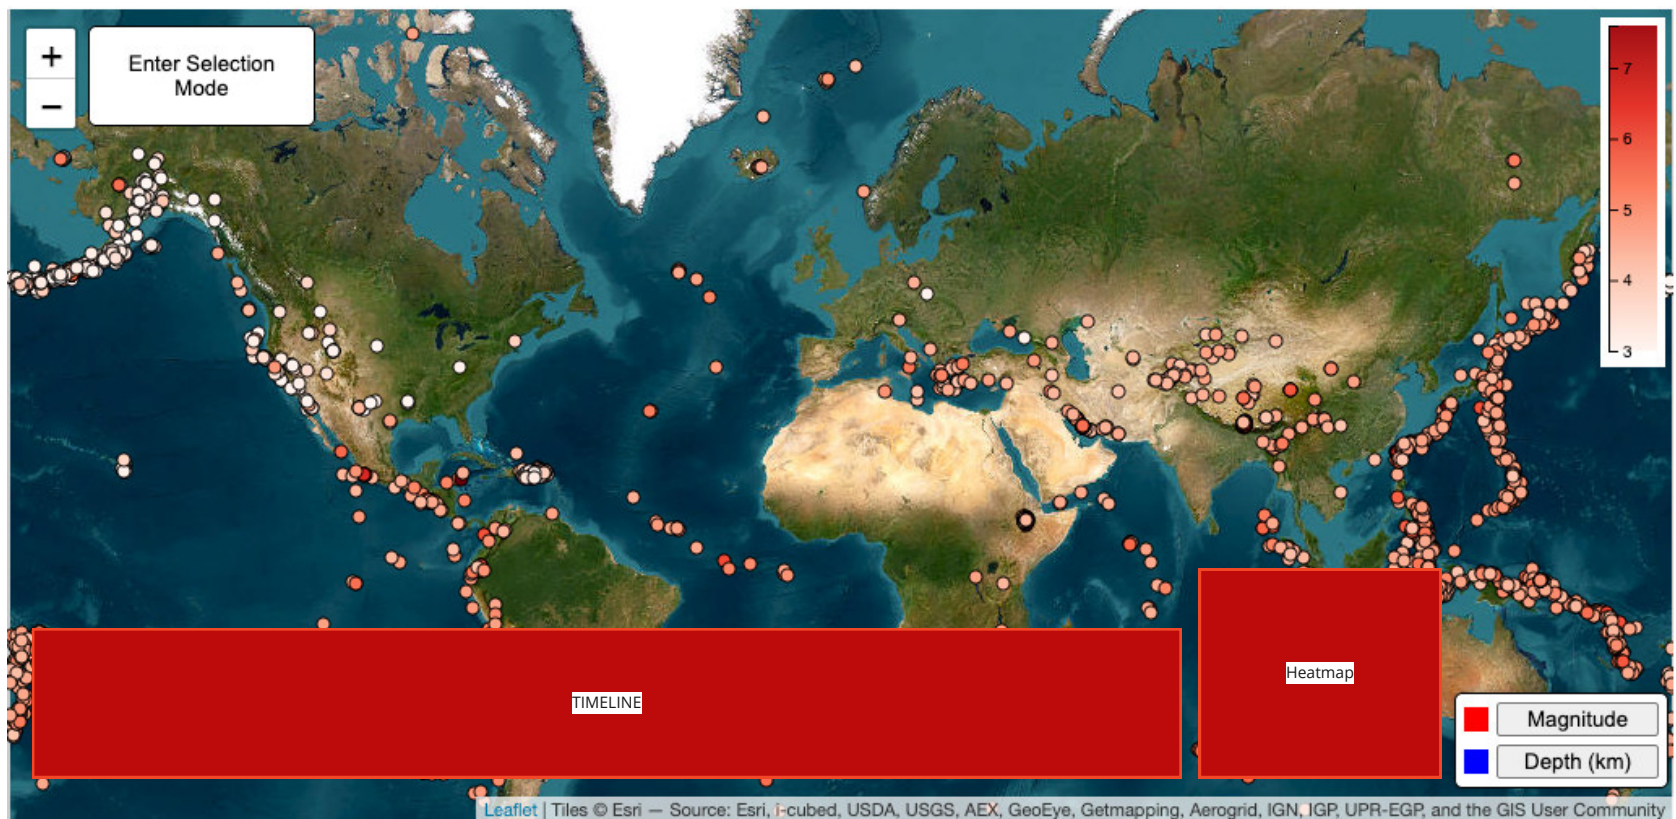 +
Enter Selection
Mode
−
7
6
5
4
3
Heatmap
TIMELINE
Magnitude
Depth (km)
Leaflet | Tiles © Esri — Source: Esri, i-cubed, USDA, USGS, AEX, GeoEye, Getmapping, Aerogrid, IGN, IGP, UPR-EGP, and the GIS User Community